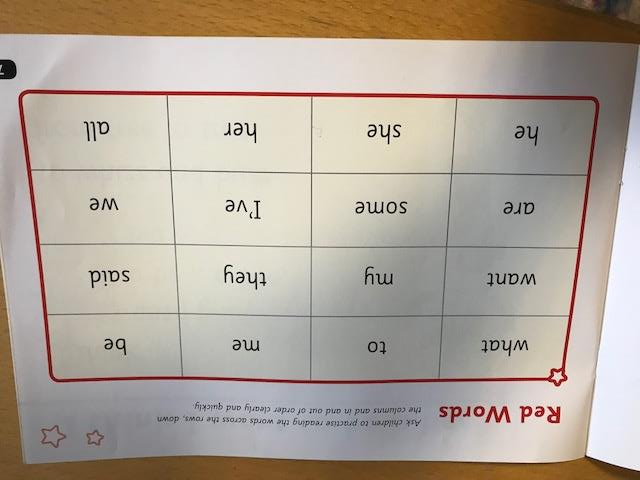 Red Words
Ask children to practise reading the words across the rows, down
the columns and in and out of order clearly and quickly.
what to me be
want my they said
are some I've we
he she her all
7